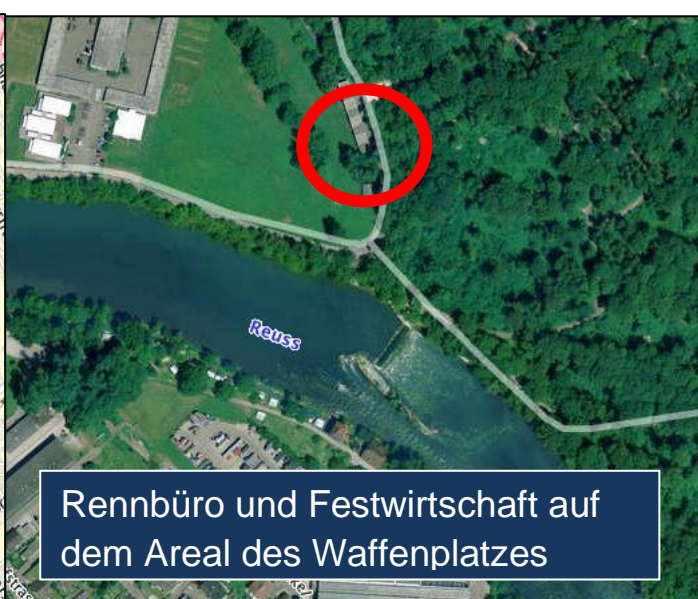 Reuss
Rennbüro und Festwirtschaft auf
dem Areal des Waffenplatzes